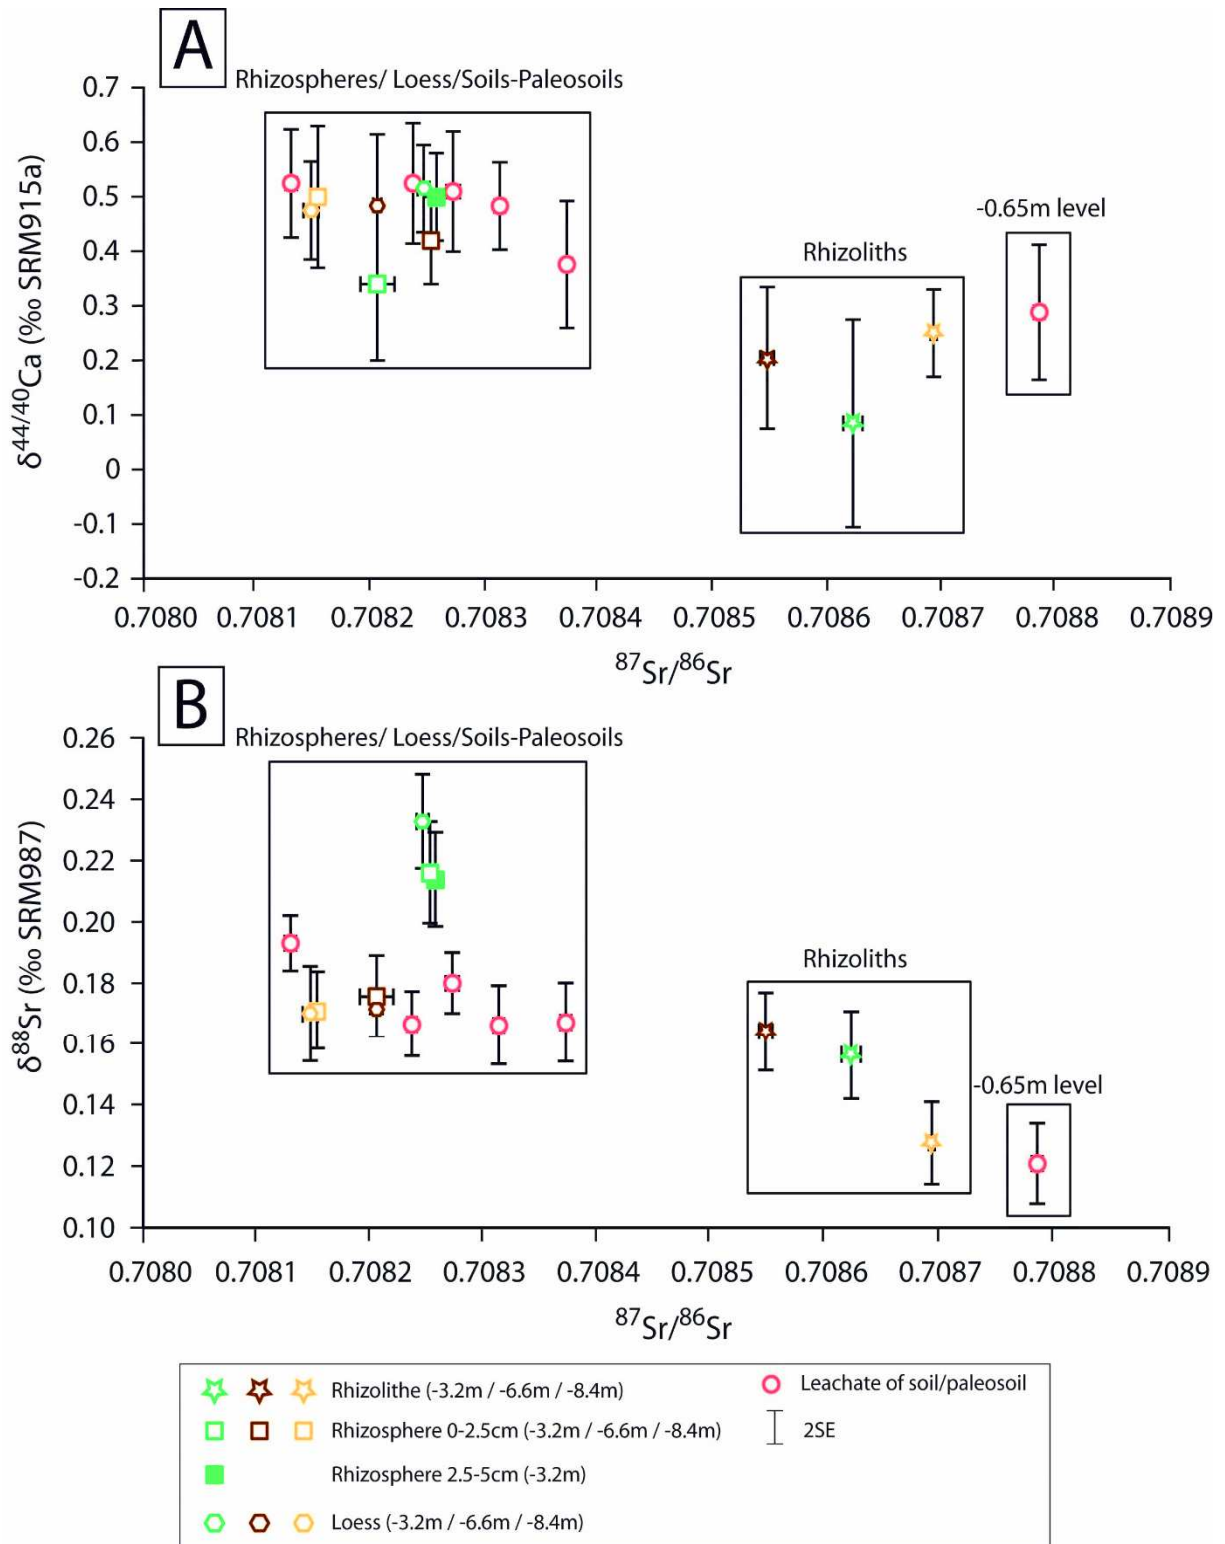 A
Rhizospheres/ Loess/Soils-Paleosoils
0.7
0.6
0.5
0.4
0.3
0.2
0.1
0
-0.1
-0.2
δ44/40Ca (‰ SRM915a)
Rhizoliths
-0.65m level
0.7080 0.7081 0.7082 0.7083 0.7084 0.7085 0.7086 0.7087 0.7088 0.7089
87Sr/86Sr
B
Rhizospheres/ Loess/Soils-Paleosoils
0.26
0.24
0.22
0.20
0.18
0.16
0.14
0.12
0.10
δ88Sr (‰ SRM987)
Rhizoliths
-0.65m level
0.7080 0.7081 0.7082 0.7083 0.7084 0.7085 0.7086 0.7087 0.7088 0.7089
87Sr/86Sr
Rhizolithe (-3.2m / -6.6m / -8.4m)
Leachate of soil/paleosoil
Rhizosphere 0-2.5cm (-3.2m / -6.6m / -8.4m)
2SE
Rhizosphere 2.5-5cm (-3.2m)
Loess (-3.2m / -6.6m / -8.4m)